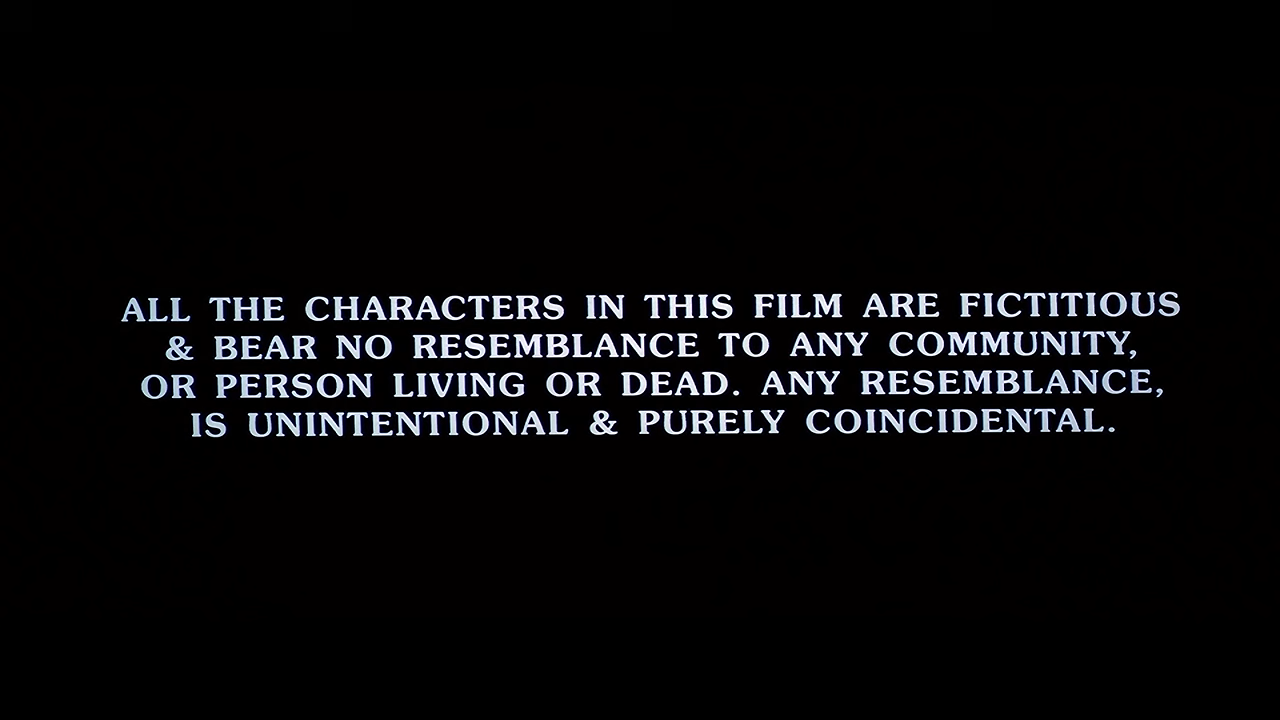 ALL THE CHARACTERS IN THIS FILM ARE FICTITIOUS
& BEAR NO RESEMBLANCE TO ANY COMMUNITY,
OR PERSON LIVING OR DEAD. ANY RESEMBLANCE,
IS UNINTENTIONAL & PURELY COINCIDENTAL.